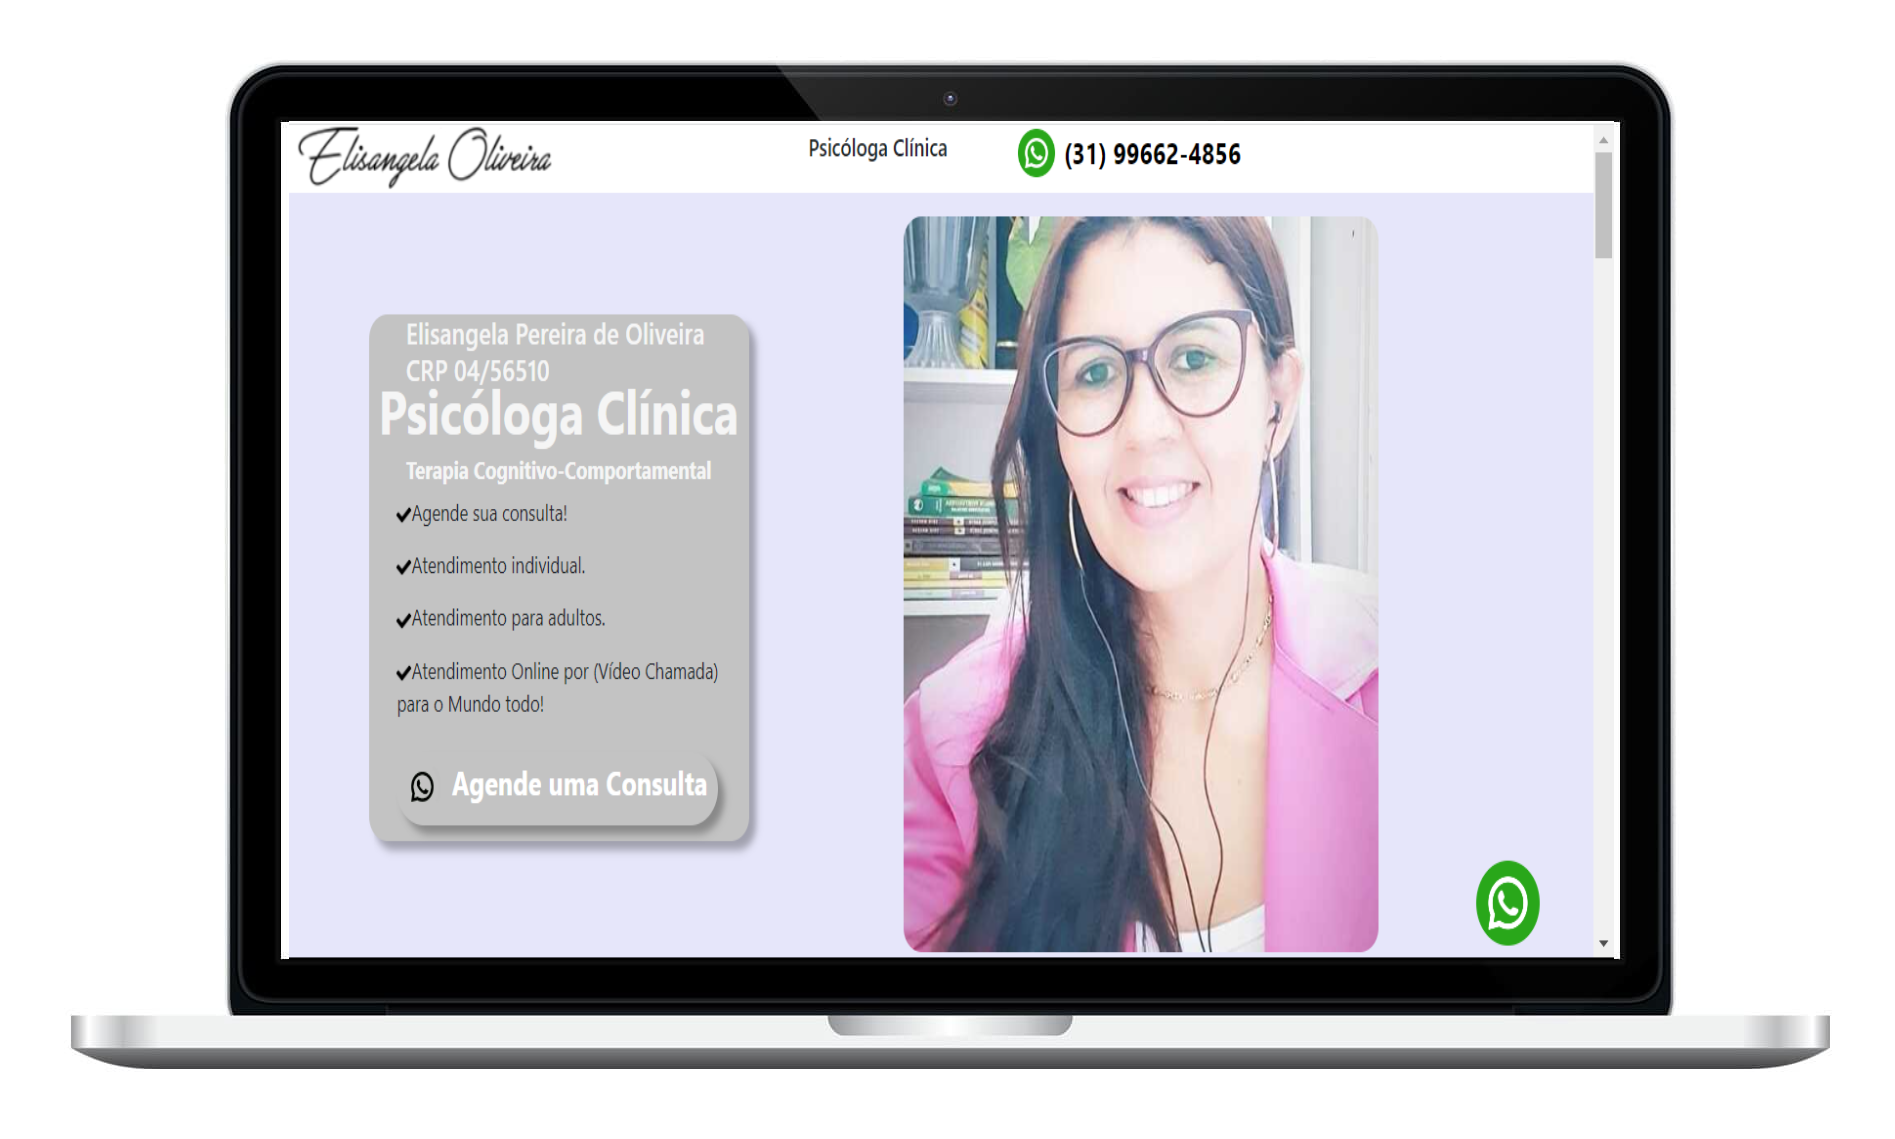 Elisangela Oliveira
Psicóloga Clínica
(31) 99662-4856
Elisangela Pereira de Oliveira
CRP 04/56510
Psicóloga Clínica
Terapia Cognitivo-Comportamental
Agende sua consulta!
Atendimento individual.
Atendimento para adultos.
Atendimento Online por (Vídeo Chamada)
para o Mundo todo!
Agende uma Consulta